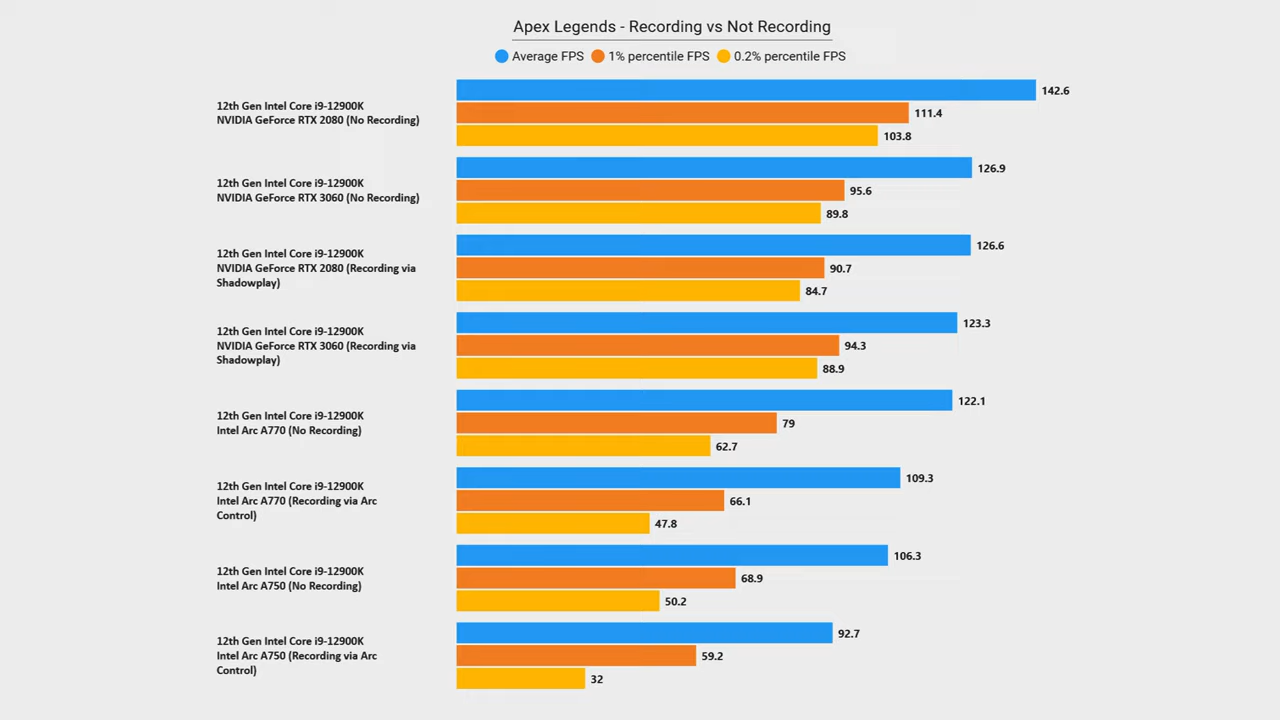 Apex Legends - Recording vs Not Recording
Average FPS 1% percentile FPS 0.2% percentile FPS
12th Gen Intel Core i9-12900K
NVIDIA GeForce RTX 2080 (No Recording)
142.6
111.4
103.8
12th Gen Intel Core i9-12900K
NVIDIA GeForce RTX 3060 (No Recording)
126.9
95.6
89.8
12th Gen Intel Core i9-12900K
NVIDIA GeForce RTX 2080 (Recording via
Shadowplay)
126.6
90.7
84.7
12th Gen Intel Core i9-12900K
NVIDIA GeForce RTX 3060 (Recording via
Shadowplay)
123.3
94.3
88.9
12th Gen Intel Core i9-12900K
Intel Arc A770 (No Recording)
122.1
79
62.7
12th Gen Intel Core i9-12900K
Intel Arc A770 (Recording via Arc
Control)
109.3
66.1
47.8
12th Gen Intel Core i9-12900K
Intel Arc A750 (No Recording)
106.3
68.9
50.2
12th Gen Intel Core i9-12900K
Intel Arc A750 (Recording via Arc
Control)
92.7
59.2
32